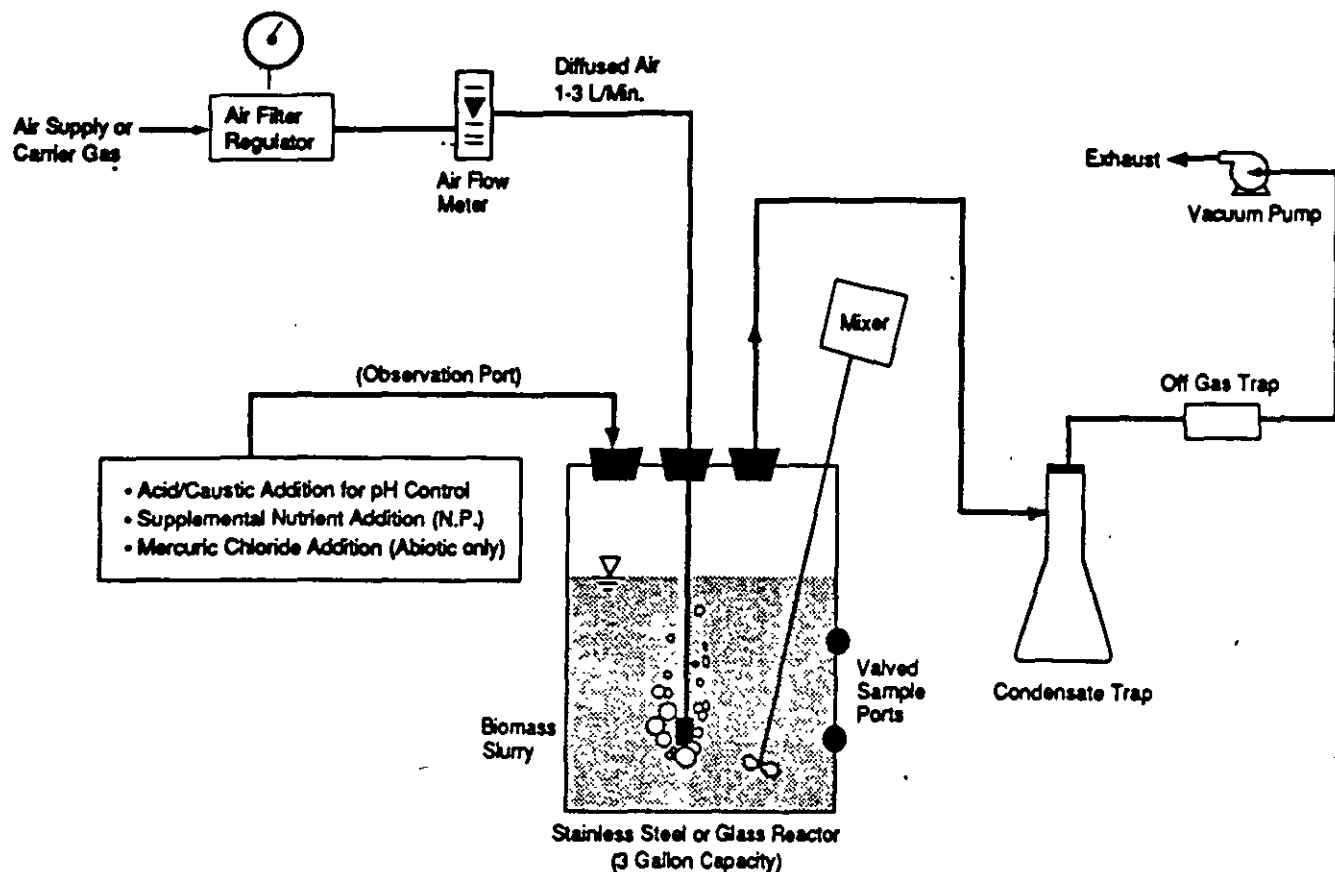 Diffused Air
1-3 L/Min.
Air Supply or
Carrier Gas
Air Filter
Regulator
Air Flow
Meter
Exhaust
Vacuum Pump
Mixer
(Observation Port)
Off Gas Trap
• Acid/Caustic Addition for pH Control
• Supplemental Nutrient Addition (N.P.)
• Mercuric Chloride Addition (Abiotic only)
Valved
Sample
Ports
Condensate Trap
Biomass
Slurry
Stainless Steel or Glass Reactor
(3 Gallon Capacity)